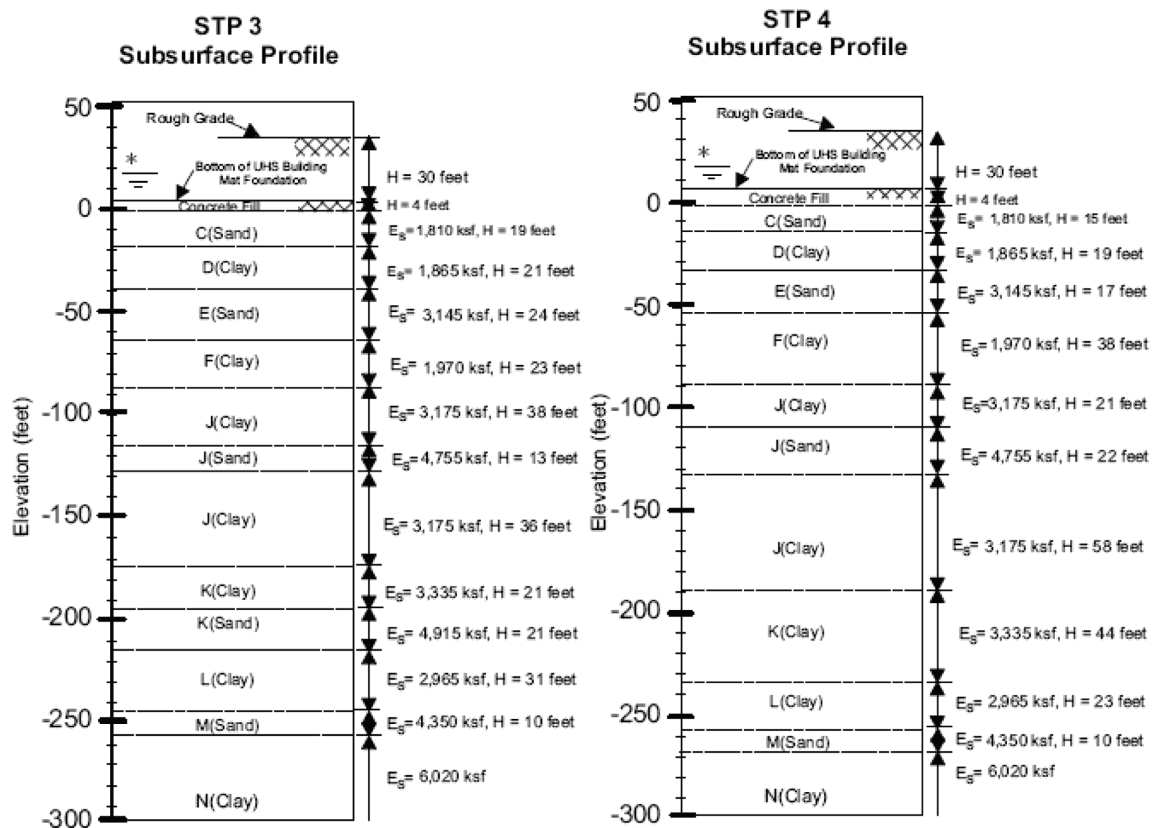 STP 3
Subsurface Profile
50
Rough Grade
*
Bottom of UHS Building
Mat Foundation
H = 30 feet
0
Concrete Fill
H = 4 feet
C(Sand)
Es= 1,810 ksf, H = 19 feet
D(Clay)
Es= 1,865 ksf, H = 21 feet
-50
E(Sand)
Es= 3,145 ksf, H = 24 feet
F(Clay)
Es= 1,970 ksf, H = 23 feet
-100
J(Clay)
Es= 3,175 ksf, H = 38 feet
J(Sand)
Es= 4,755 ksf, H = 13 feet
-150
J(Clay)
Es= 3,175 ksf, H = 36 feet
K(Clay)
Es= 3,335 ksf, H = 21 feet
-200
K(Sand)
Es= 4,915 ksf, H = 21 feet
L(Clay)
Es= 2,965 ksf, H = 31 feet
-250
M(Sand)
Es= 4,350 ksf, H = 10 feet
Es= 6,020 ksf
N(Clay)
-300
Elevation (feet)
STP 4
Subsurface Profile
50
Rough Grade
*
Bottom of UHS Building
Mat Foundation
H = 30 feet
0
Concrete Fill
H = 4 feet
C(Sand)
Es= 1,810 ksf, H = 15 feet
D(Clay)
Es= 1,865 ksf, H = 19 feet
E(Sand)
Es= 3,145 ksf, H = 17 feet
-50
F(Clay)
Es= 1,970 ksf, H = 38 feet
-100
J(Clay)
Es=3,175 ksf, H = 21 feet
J(Sand)
Es= 4,755 ksf, H = 22 feet
-150
J(Clay)
Es= 3,175 ksf, H = 58 feet
-200
K(Clay)
Es= 3,335 ksf, H = 44 feet
L(Clay)
Es= 2,965 ksf, H = 23 feet
-250
M(Sand)
Es= 4,350 ksf, H = 10 feet
Es= 6,020 ksf
N(Clay)
-300
Elevation (feet)